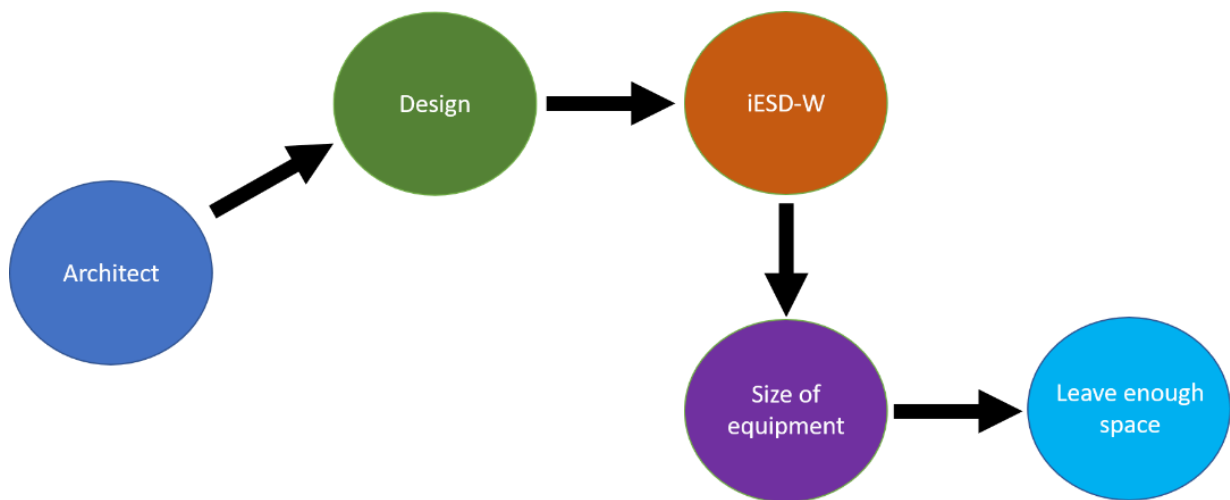 Architect
Design
iESD-W
Size of
equipment
Leave enough
space